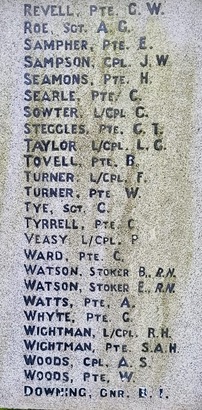 REVELL, PTE. G. W.
ROE, SGT. A. G.
SAMPHER, PTE. E.
SAMPSON, CPL. J. W.
SEAMONS, PTE. H.
SEARLE, PTE. C.
SOWTER, L/CPL. C.
STEGGLES, PTE. C. T.
TAYLOR, L/CPL. L. C.
TOVELL, PTE. B.
TURNER, L/CPL. F.
TURNER, PTE. W.
TYE, SGT. C.
TYRRELL, PTE. C.
VEASY, L/CPL. P.
WARD, PTE. C.
WATSON, STOKER B., R.N.
WATSON, STOKER E., R.N.
WATTS, PTE. A.
WHYTE, PTE. G.
WIGHTMAN, L/CPL. R. H.
WIGHTMAN, PTE. S. A. H.
WOODS, CPL. A. S.
WOODS, PTE. W.
DOWNING, GNR.